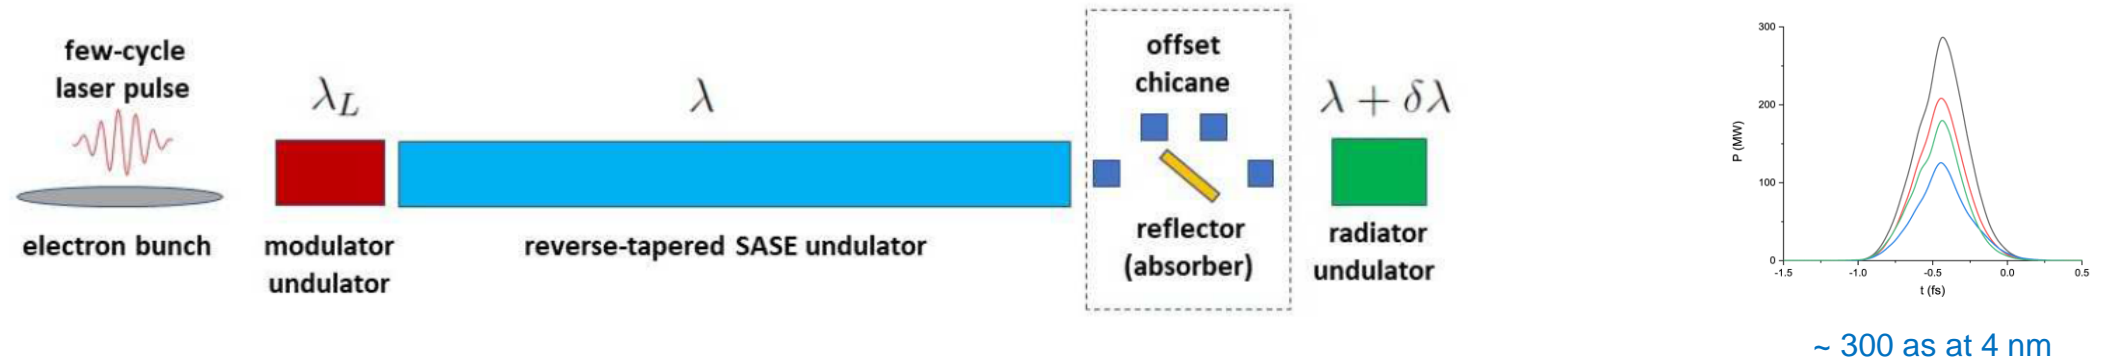 few-cycle
laser pulse
electron bunch
λ_L
modulator
undulator
λ
reverse-tapered SASE undulator
offset
chicane
reflector
(absorber)
λ + δλ
radiator
undulator
P (MW)
300
200
100
0
-1.5 -1.0 -0.5 0.0 0.5
t (fs)
~ 300 as at 4 nm